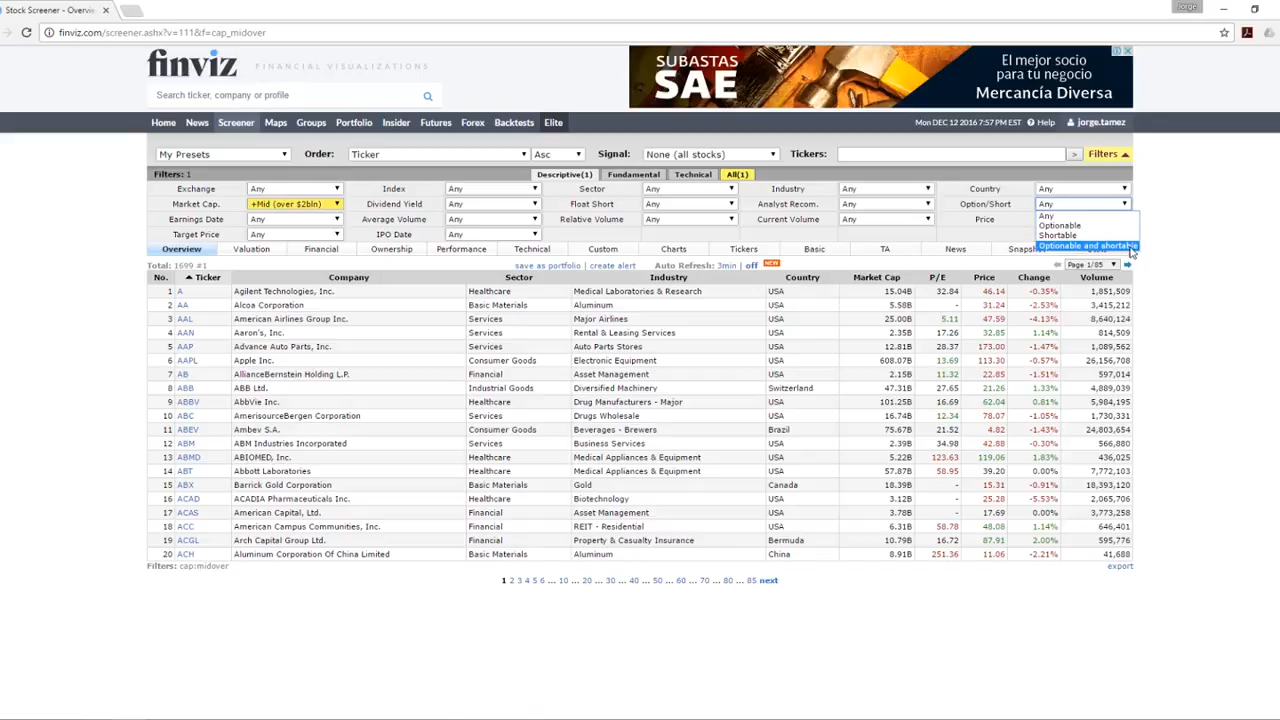 Jorge
Stock Screener - Overvie
finviz.com/screener.ashx?v=111&f=cap_midover
finviz FINANCIAL VISUALIZATIONS
SUBASTAS
SAE
El mejor socio
para tu negocio
Mercancía Diversa
Search ticker, company or profile
Home News Screener Maps Groups Portfolio Insider Futures Forex Backtests Elite MON DEC 12 2016 7:57 PM EST Help jorge.tamez
My Presets Order: Ticker Asc Signal: None (all stocks) Tickers: > Filters
Filters: 1 Descriptive(1) Fundamental Technical All(1)
Exchange Any Index Any Sector Any Industry Any Country Any
Market Cap. +Mid (over $2bln) Dividend Yield Any Float Short Any Analyst Recom. Any Option/Short Any
Earnings Date Any Average Volume Any Relative Volume Any Current Volume Any Price
Target Price Any IPO Date Any
Any
Optionable
Shortable
Optionable and shortable
Overview Valuation Financial Ownership Performance Technical Custom Charts Tickers Basic TA News Snapsh
Total: 1699 #1 save as portfolio | create alert Auto Refresh: 3min | off NEW Page 1/85
No. Ticker Company Sector Industry Country Market Cap P/E Price Change Volume
1 A Agilent Technologies, Inc. Healthcare Medical Laboratories & Research USA 15.04B 32.84 46.14 -0.35% 1,851,509
2 AA Alcoa Corporation Basic Materials Aluminum USA 5.58B - 31.24 -2.53% 3,415,212
3 AAL American Airlines Group Inc. Services Major Airlines USA 25.00B 5.11 47.59 -4.13% 8,640,124
4 AAN Aaron's, Inc. Services Rental & Leasing Services USA 2.35B 17.26 32.85 1.14% 814,509
5 AAP Advance Auto Parts, Inc. Services Auto Parts Stores USA 12.81B 28.37 173.00 -1.47% 1,089,562
6 AAPL Apple Inc. Consumer Goods Electronic Equipment USA 608.07B 13.69 113.30 -0.57% 26,156,708
7 AB AllianceBernstein Holding L.P. Financial Asset Management USA 2.15B 11.32 22.85 -1.51% 597,014
8 ABB ABB Ltd. Industrial Goods Diversified Machinery Switzerland 47.31B 27.65 21.26 1.33% 4,889,039
9 ABBV AbbVie Inc. Healthcare Drug Manufacturers - Major USA 101.25B 16.69 62.04 0.81% 5,984,195
10 ABC AmerisourceBergen Corporation Services Drugs Wholesale USA 16.74B 12.34 78.07 -1.05% 1,730,331
11 ABEV Ambev S.A. Consumer Goods Beverages - Brewers Brazil 75.67B 21.52 4.82 -1.43% 24,803,654
12 ABM ABM Industries Incorporated Services Business Services USA 2.39B 34.98 42.88 -0.30% 566,880
13 ABMD ABIOMED, Inc. Healthcare Medical Appliances & Equipment USA 5.22B 123.63 119.06 1.83% 436,025
14 ABT Abbott Laboratories Healthcare Medical Appliances & Equipment USA 57.87B 58.95 39.20 0.00% 7,772,103
15 ABX Barrick Gold Corporation Basic Materials Gold Canada 18.39B - 15.31 -0.91% 18,393,120
16 ACAD ACADIA Pharmaceuticals Inc. Healthcare Biotechnology USA 3.12B - 25.28 -5.53% 2,065,706
17 ACAS American Capital, Ltd. Financial Asset Management USA 3.78B - 17.69 0.00% 3,773,258
18 ACC American Campus Communities, Inc. Financial REIT - Residential USA 6.31B 58.78 48.08 1.14% 646,401
19 ACGL Arch Capital Group Ltd. Financial Property & Casualty Insurance Bermuda 10.79B 16.72 87.91 2.00% 595,776
20 ACH Aluminum Corporation Of China Limited Basic Materials Aluminum China 8.91B 251.36 11.06 -2.21% 41,688
Filters: cap:midover export
1 2 3 4 5 6 ... 10 ... 20 ... 30 ... 40 ... 50 ... 60 ... 70 ... 80 ... 85 next